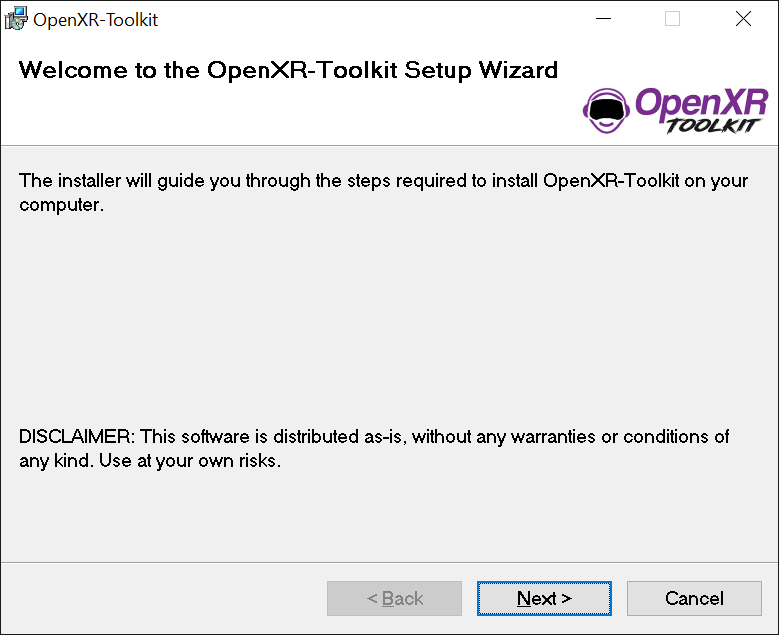 OpenXR-Toolkit
Welcome to the OpenXR-Toolkit Setup Wizard
OpenXR
TOOLKIT
The installer will guide you through the steps required to install OpenXR-Toolkit on your
computer.
DISCLAIMER: This software is distributed as-is, without any warranties or conditions of
any kind. Use at your own risks.
< Back
Next >
Cancel